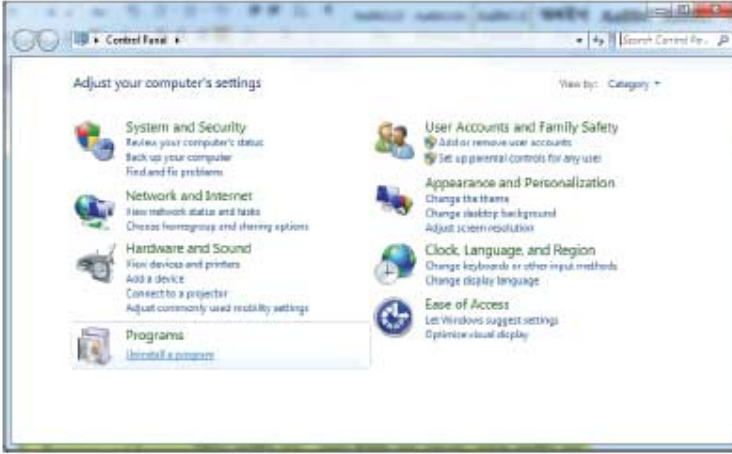 Control Panel
Search Control Pa...
Adjust your computer's settings
View by: Category
System and Security
Review your computer's status
Back up your computer
Find and fix problems
Network and Internet
View network status and tasks
Choose homegroup and sharing options
Hardware and Sound
View devices and printers
Add a device
Connect to a projector
Adjust commonly used mobility settings
Programs
Uninstall a program
User Accounts and Family Safety
Add or remove user accounts
Set up parental controls for any user
Appearance and Personalization
Change the theme
Change desktop background
Adjust screen resolution
Clock, Language, and Region
Change keyboards or other input methods
Change display language
Ease of Access
Let Windows suggest settings
Optimize visual display